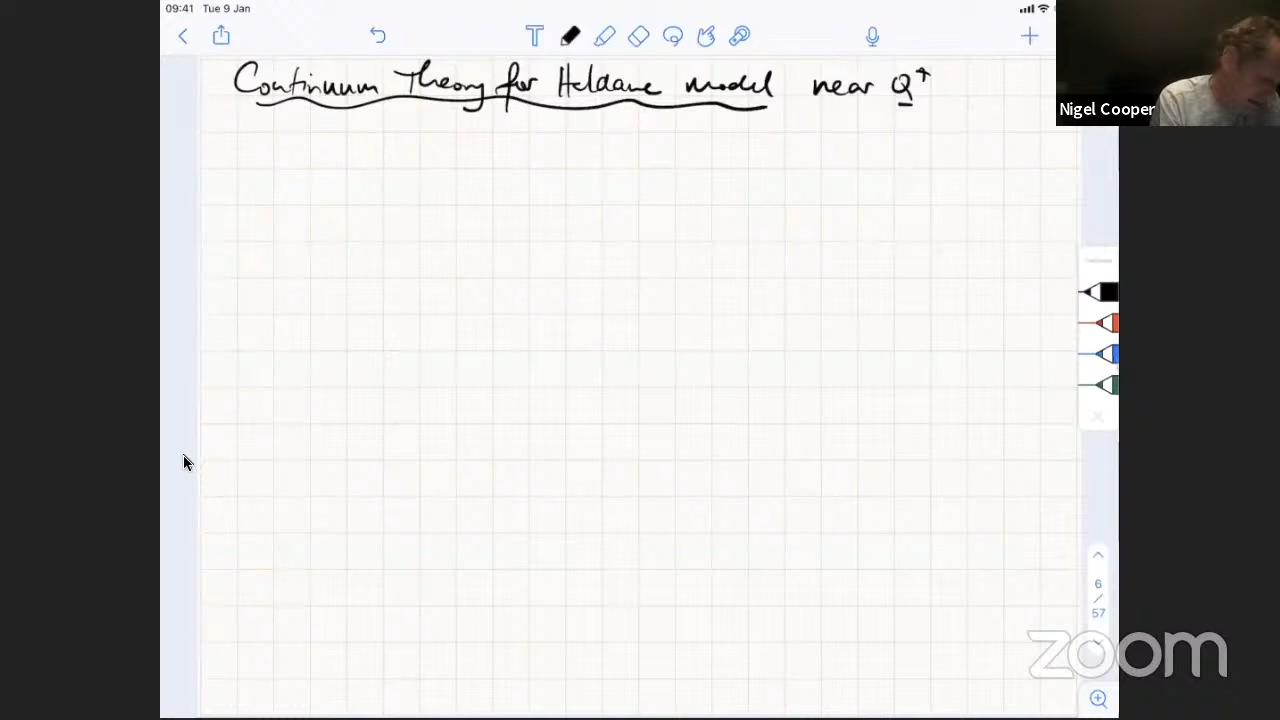 09:41 Tue 9 Jan
Continuum Theory for Haldane model near Q⁺
Nigel Cooper
6
/
57
zoom